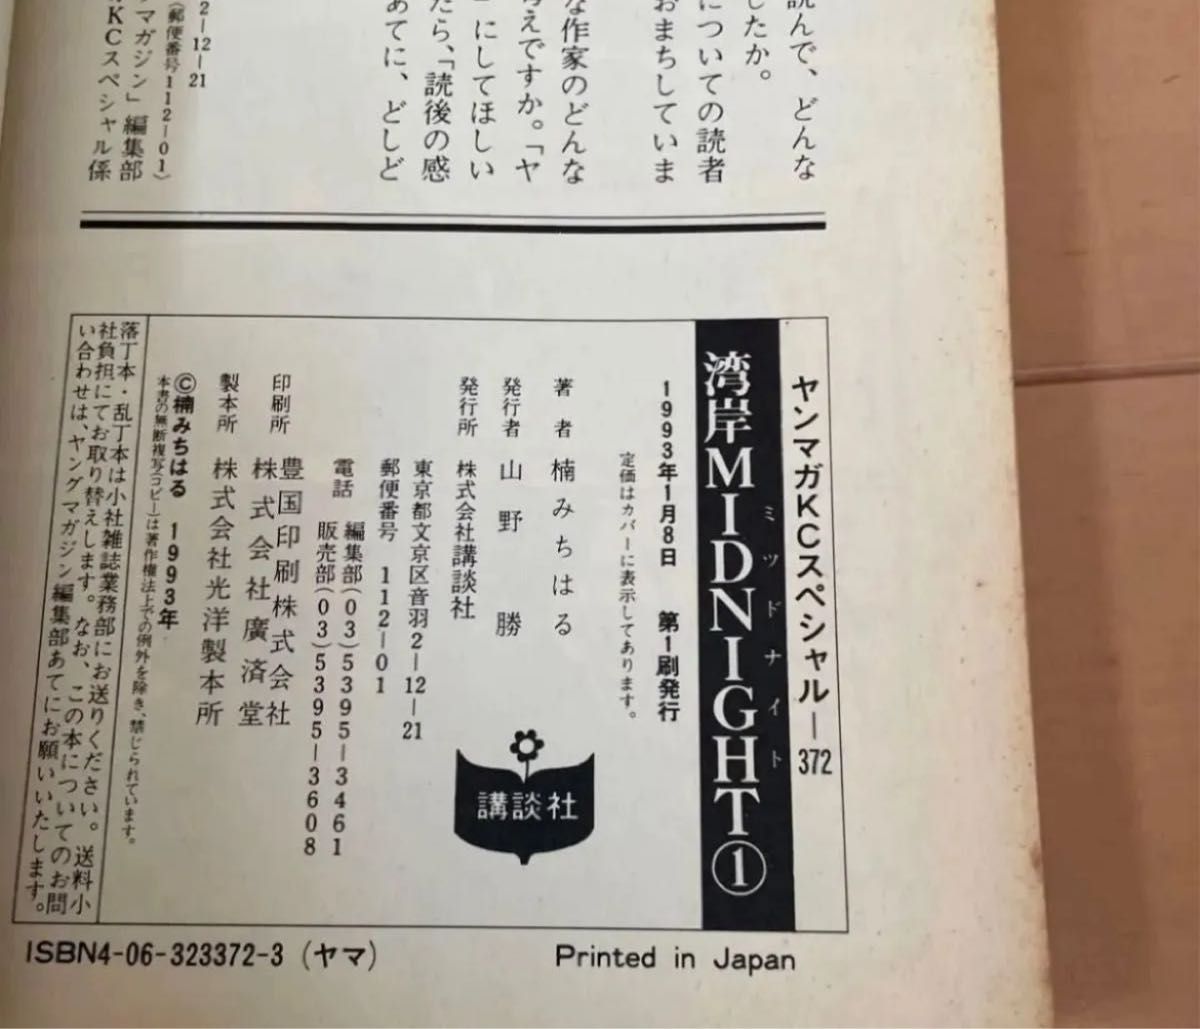 読んで、どんな
したか。
についての読者
おまちしていま
な作家のどんな
考えですか。「ヤ
」にしてほしい
たら、「読後の感
あてに、どしど
2-12-21
(郵便番号112-01)
マガジン」編集部
KCスペシャル係
ヤンマガKCスペシャル-372
湾岸MIDNIGHT①
ミッドナイト
1993年1月8日 第1刷発行
定価はカバーに表示してあります。
著者 楠みちはる
発行者 山野 勝
発行所 株式会社講談社
東京都文京区音羽2-12-21
郵便番号 112-01
電話 編集部(03)5395-3461
販売部(03)5395-3608
印刷所 豊国印刷株式会社
株式会社廣済堂
製本所 株式会社光洋製本所
©楠みちはる 1993年
本書の無断複写(コピー)は著作権法上での例外を除き、禁じられています。
落丁本・乱丁本は小社雑誌業務部にお送りください。送料小
社負担にてお取り替えします。なお、この本についてのお問
い合わせは、ヤングマガジン編集部あてにお願いいたします。
講談社
ISBN4-06-323372-3 (ヤマ)
Printed in Japan